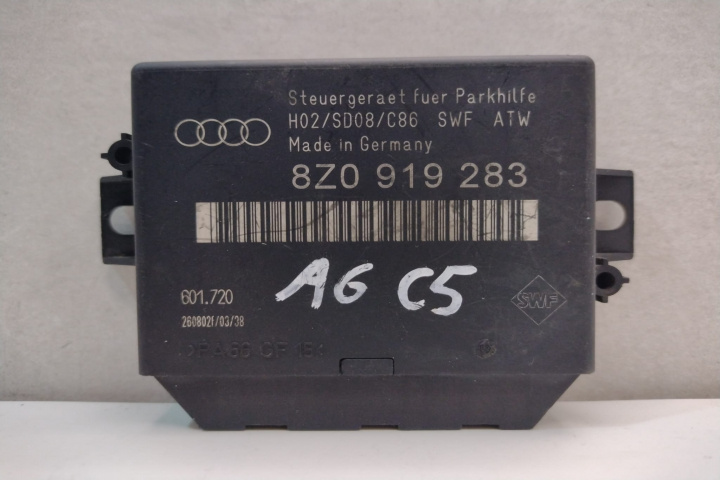 Steuergeraet fuer Parkhilfe
H02/SD08/C86 SWF ATW
Made in Germany
8Z0 919 283
A6 C5
601.720
SWF
260802f/03/38